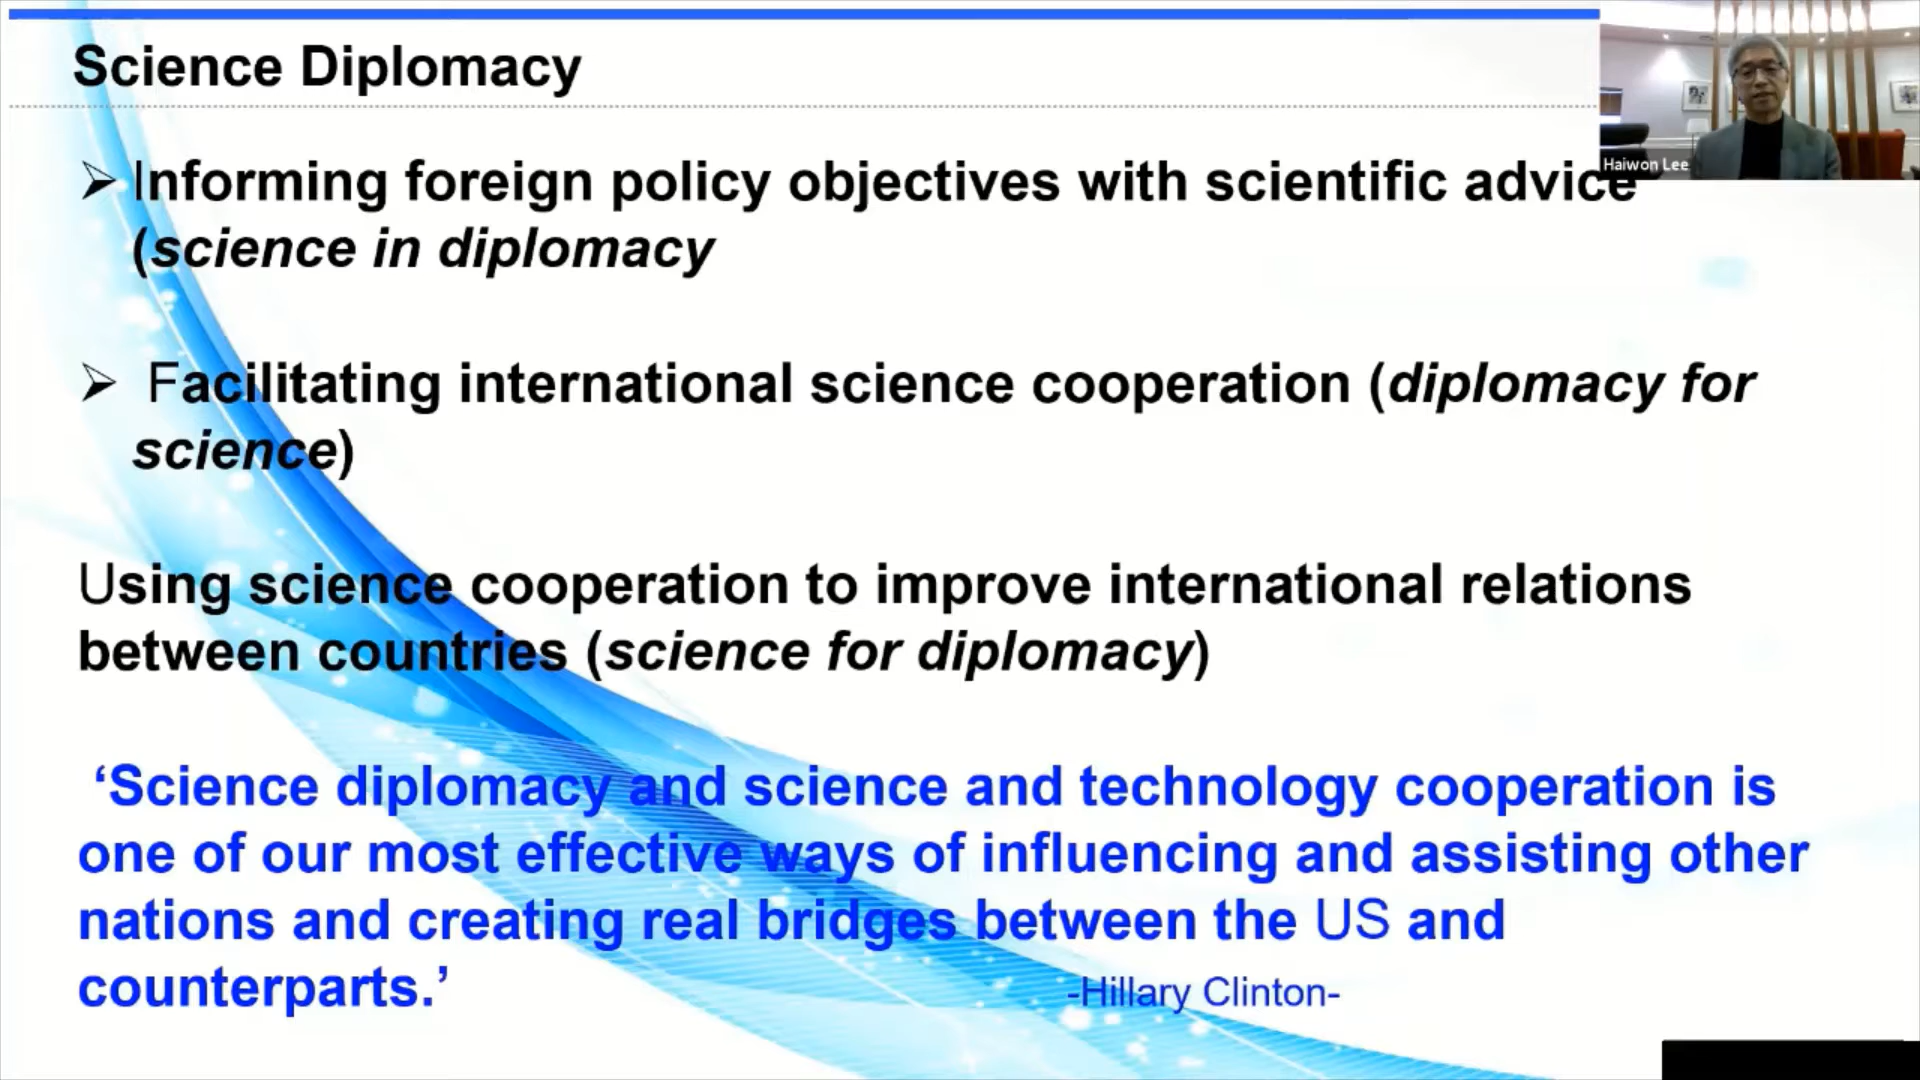 Science Diplomacy
Haiwon Lee
➢ Informing foreign policy objectives with scientific advice
(science in diplomacy
➢ Facilitating international science cooperation (diplomacy for
science)
Using science cooperation to improve international relations
between countries (science for diplomacy)
‘Science diplomacy and science and technology cooperation is
one of our most effective ways of influencing and assisting other
nations and creating real bridges between the US and
counterparts.’
-Hillary Clinton-